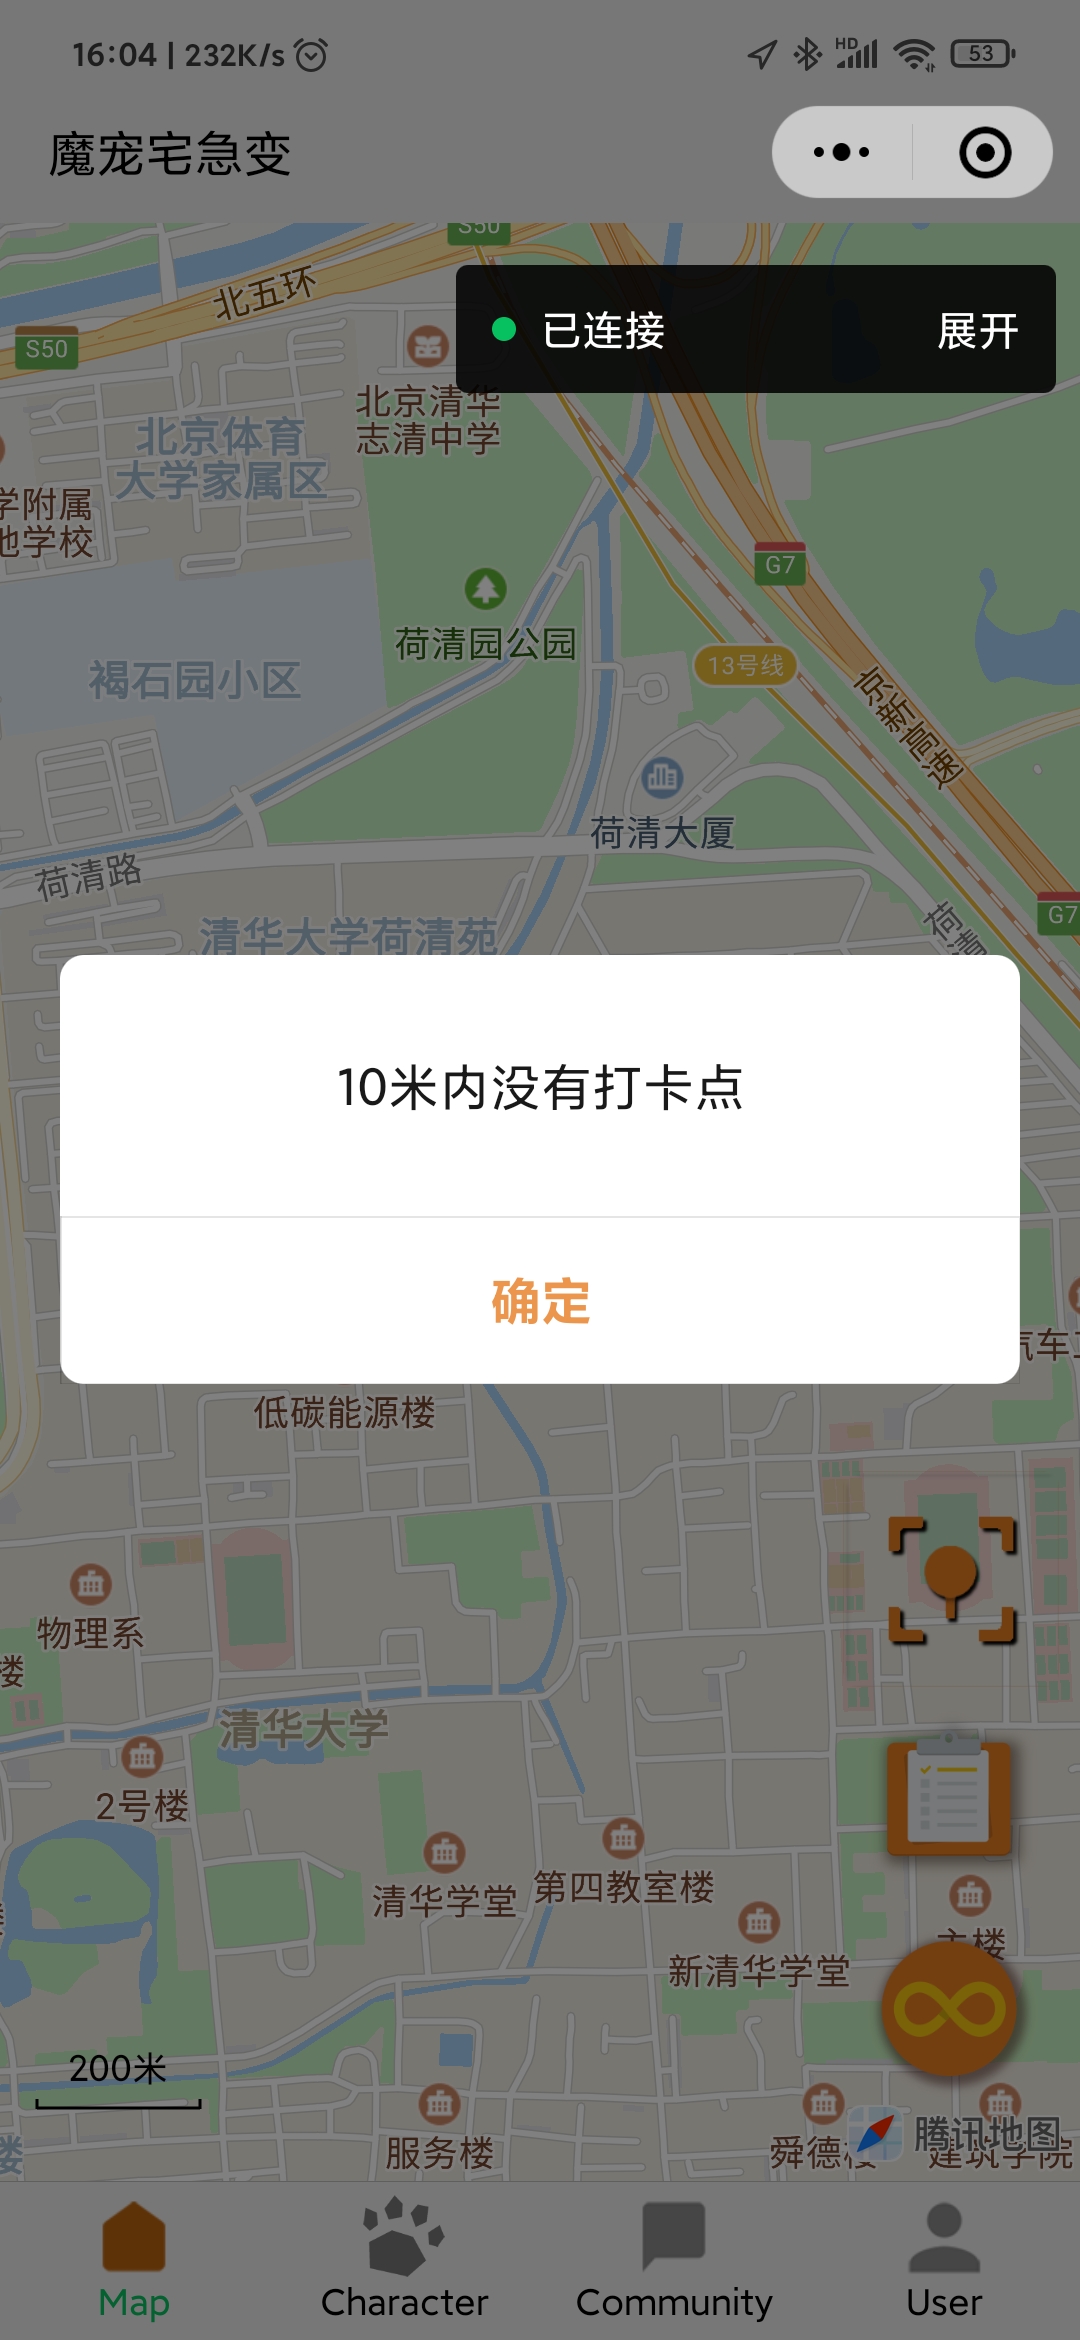 16:04 | 232K/s
HD
53
魔宠宅急变
S50
北五环
S50
已连接
展开
北京清华
志清中学
北京体育
大学家属区
学附属
地学校
G7
荷清园公园
13号线
褐石园小区
京新高速
荷清大厦
荷清路
G7
荷清
清华大学荷清苑
10米内没有打卡点
确定
汽车
低碳能源楼
物理系
楼
清华大学
2号楼
清华学堂
第四教室楼
主楼
新清华学堂
200米
腾讯地图
服务楼
舜德楼
建筑学院
楼
Map
Character
Community
User